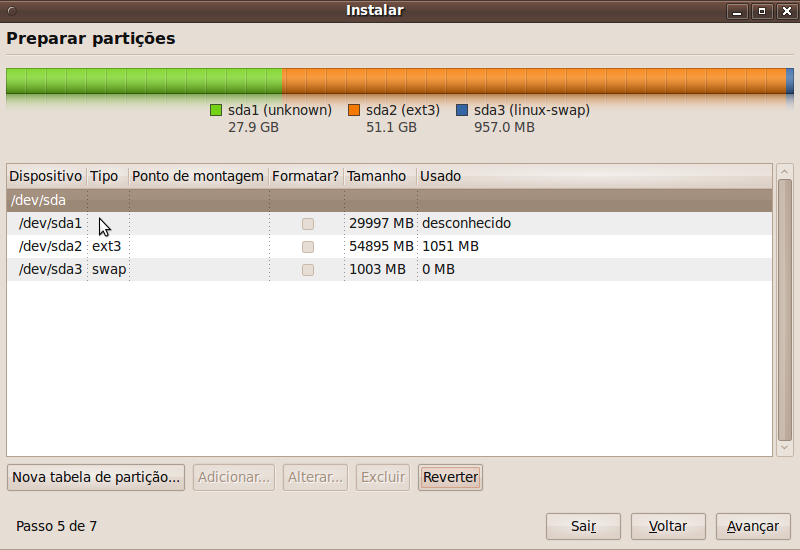 Instalar
Preparar partições
sda1 (unknown) sda2 (ext3) sda3 (linux-swap)
27.9 GB 51.1 GB 957.0 MB
Dispositivo Tipo Ponto de montagem Formatar? Tamanho Usado
/dev/sda
/dev/sda1 29997 MB desconhecido
/dev/sda2 ext3 54895 MB 1051 MB
/dev/sda3 swap 1003 MB 0 MB
Nova tabela de partição... Adicionar... Alterar... Excluir Reverter
Passo 5 de 7 Sair Voltar Avançar